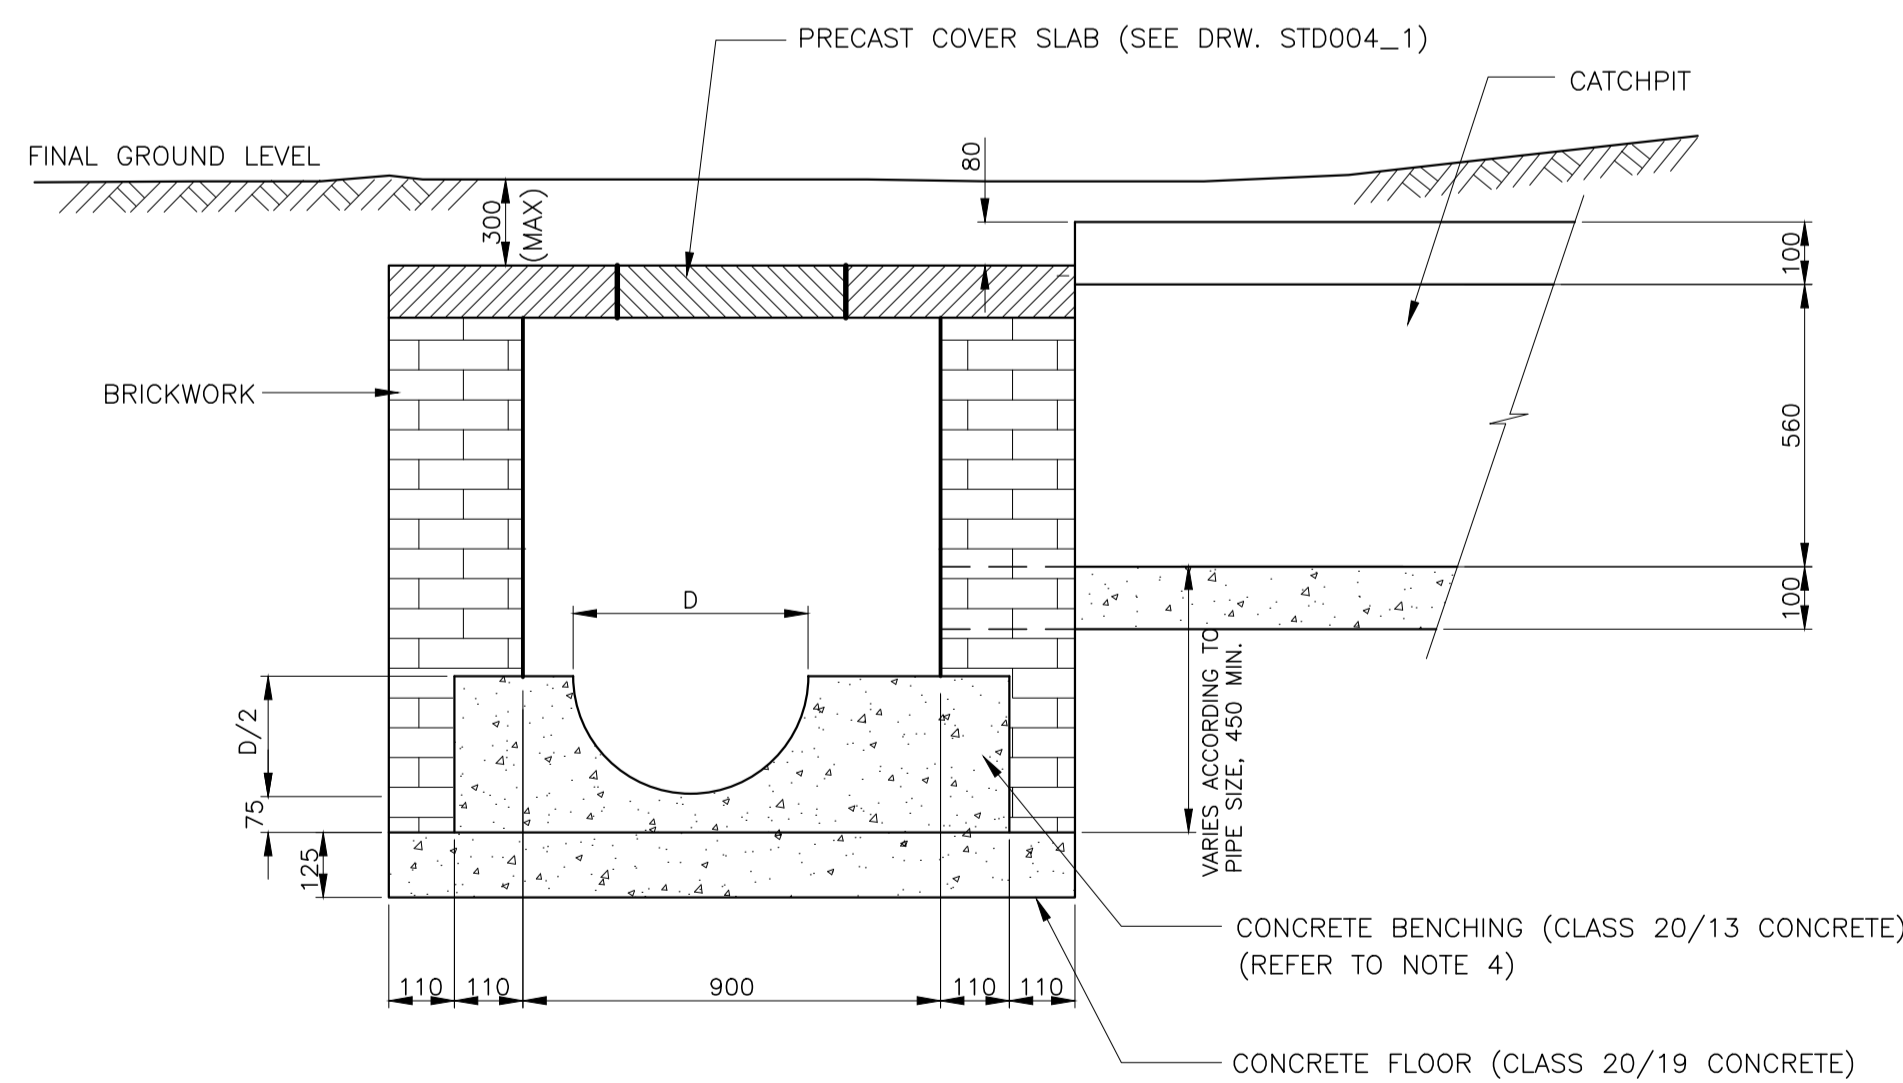 PRECAST COVER SLAB (SEE DRW. STD004_1)
CATCHPIT
FINAL GROUND LEVEL
80
300
(MAX)
100
BRICKWORK
560
D
100
VARIES ACCORDING TO
PIPE SIZE, 450 MIN.
D/2
75
125
CONCRETE BENCHING (CLASS 20/13 CONCRETE)
(REFER TO NOTE 4)
110
110
900
110
110
CONCRETE FLOOR (CLASS 20/19 CONCRETE)